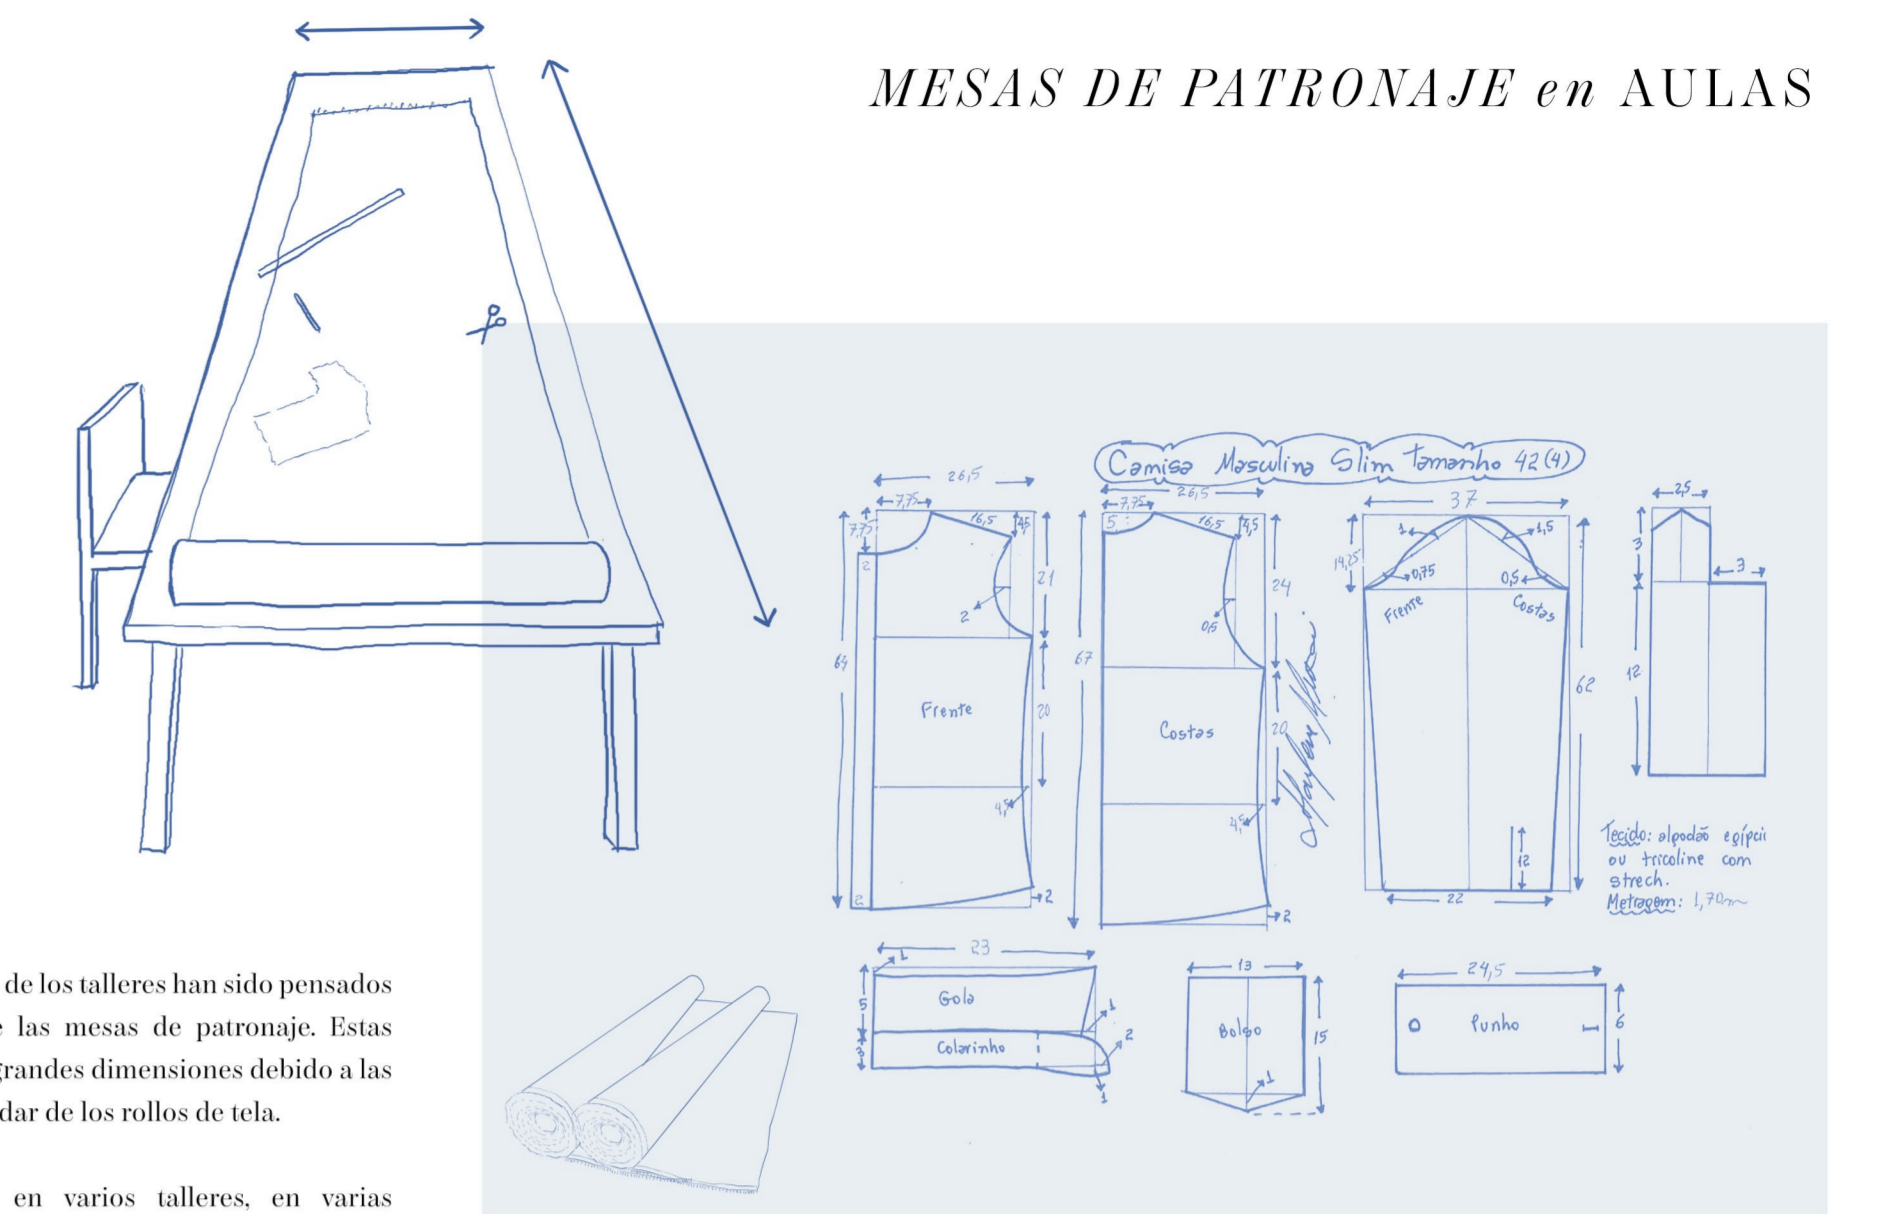 MESAS DE PATRONAJE en AULAS
Camisa Masculina Slim Tamanho 42 (4)
26,5
7,75
7,75
16,5
4,5
2
21
2
64
Frente
20
4,5
2
2
26,5
7,75
5
16,5
4,5
24
0,5
67
Costas
20
4,5
2
37
1
1,5
14,25
0,75
0,5
Frente
Costas
62
12
22
2,5
3
3
12
Tecido: algodão
ou tricoline com
strech.
Metragem: 1,70m
23
1
5
Gola
1
3
Colarinho
2
1
13
Bolso
15
1
24,5
Punho
6
de los talleres han sido pensados
las mesas de patronaje. Estas
grandes dimensiones debido a las
de los rollos de tela.
en varios talleres, en varias